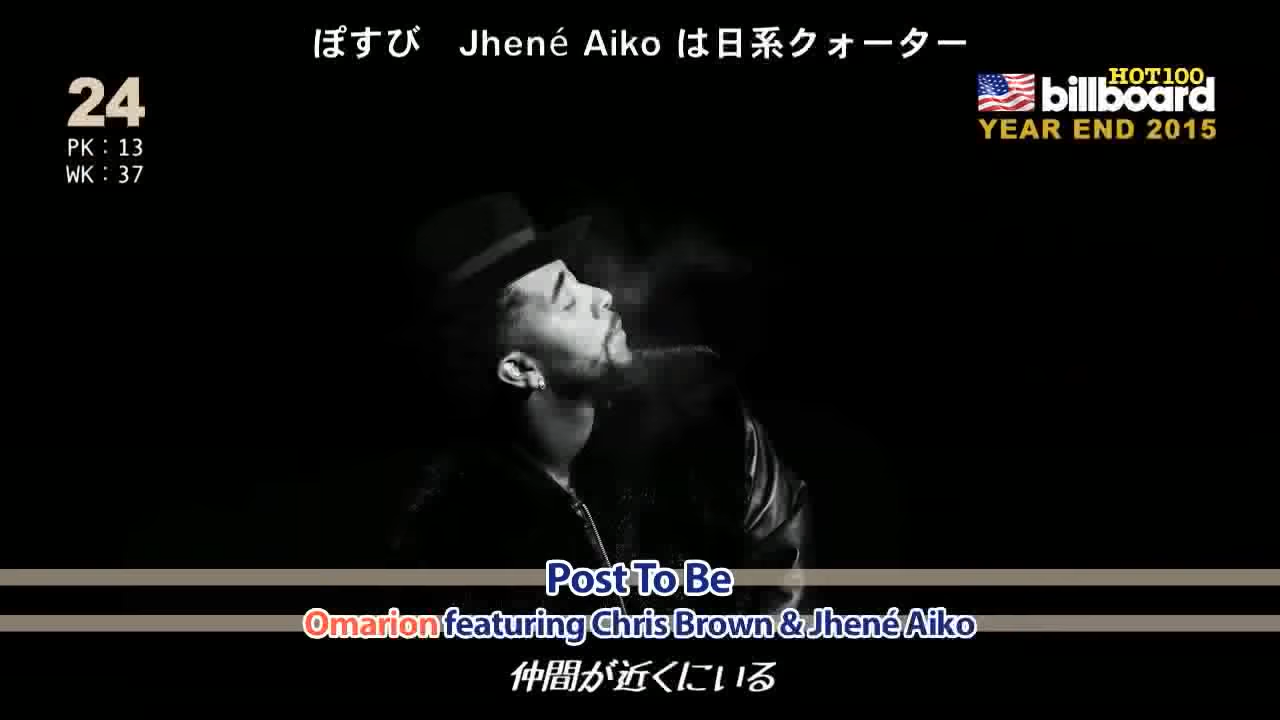 ぽすび　Jhené Aiko は日系クォーター
24
PK：13
WK：37
HOT100
billboard
YEAR END 2015
Post To Be
Omarion featuring Chris Brown & Jhené Aiko
仲間が近くにいる